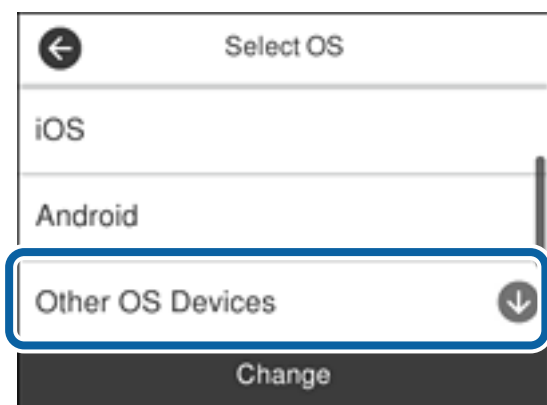 Select OS
iOS
Android
Other OS Devices
Change